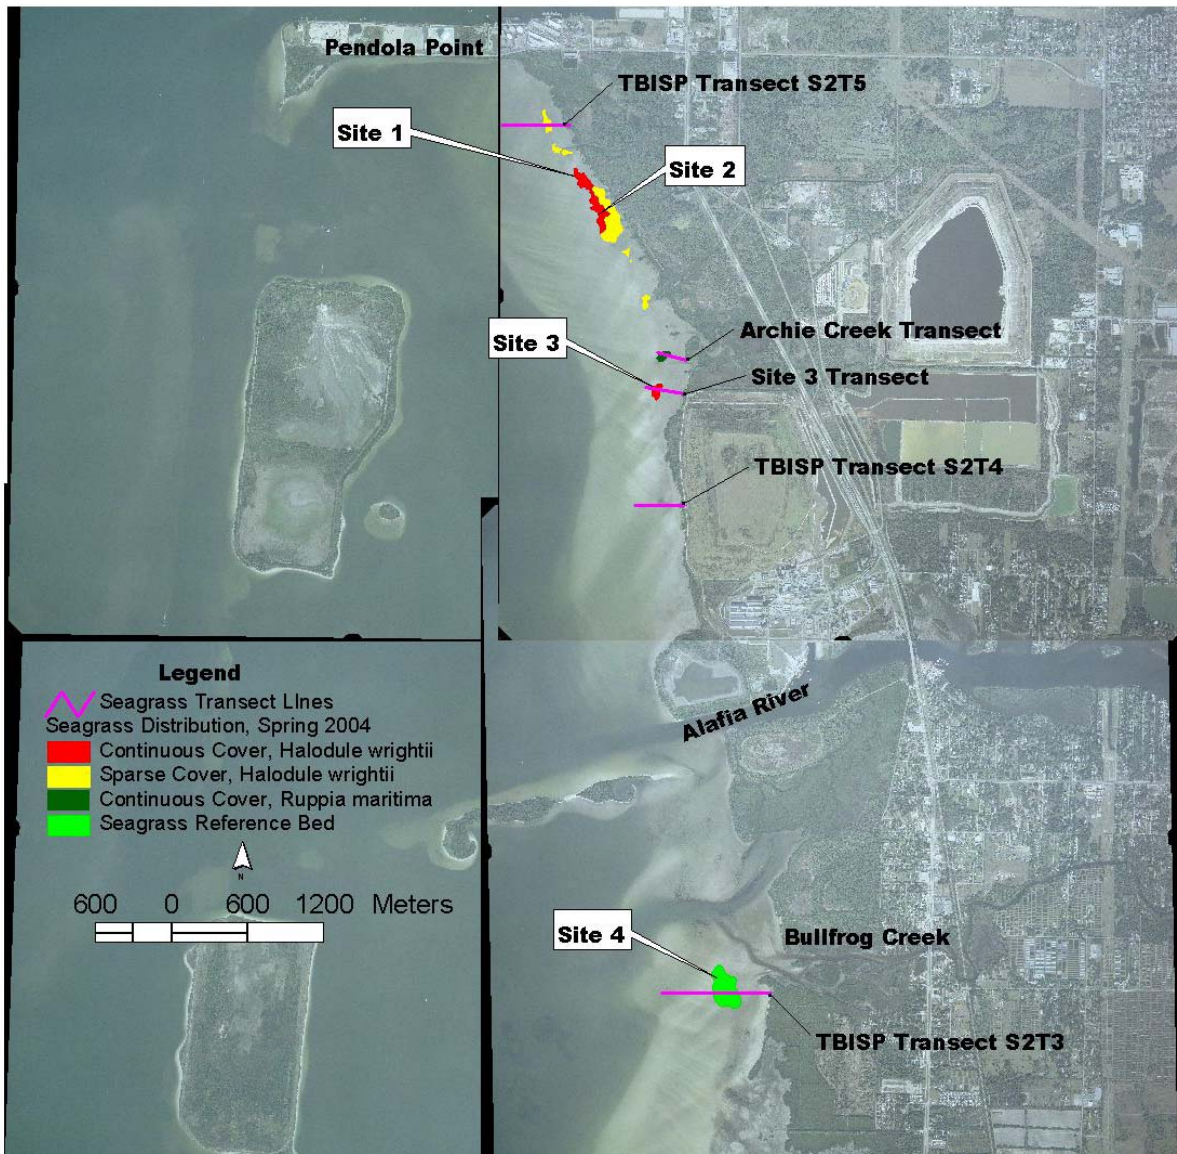 Pendola Point
TBISP Transect S2T5
Site 1
Site 2
Archie Creek Transect
Site 3
Site 3 Transect
TBISP Transect S2T4
Legend
Seagrass Transect LInes
Seagrass Distribution, Spring 2004
Continuous Cover, Halodule wrightii
Sparse Cover, Halodule wrightii
Continuous Cover, Ruppia maritima
Seagrass Reference Bed
N
600 0 600 1200 Meters
Alafia River
Site 4
Bullfrog Creek
TBISP Transect S2T3